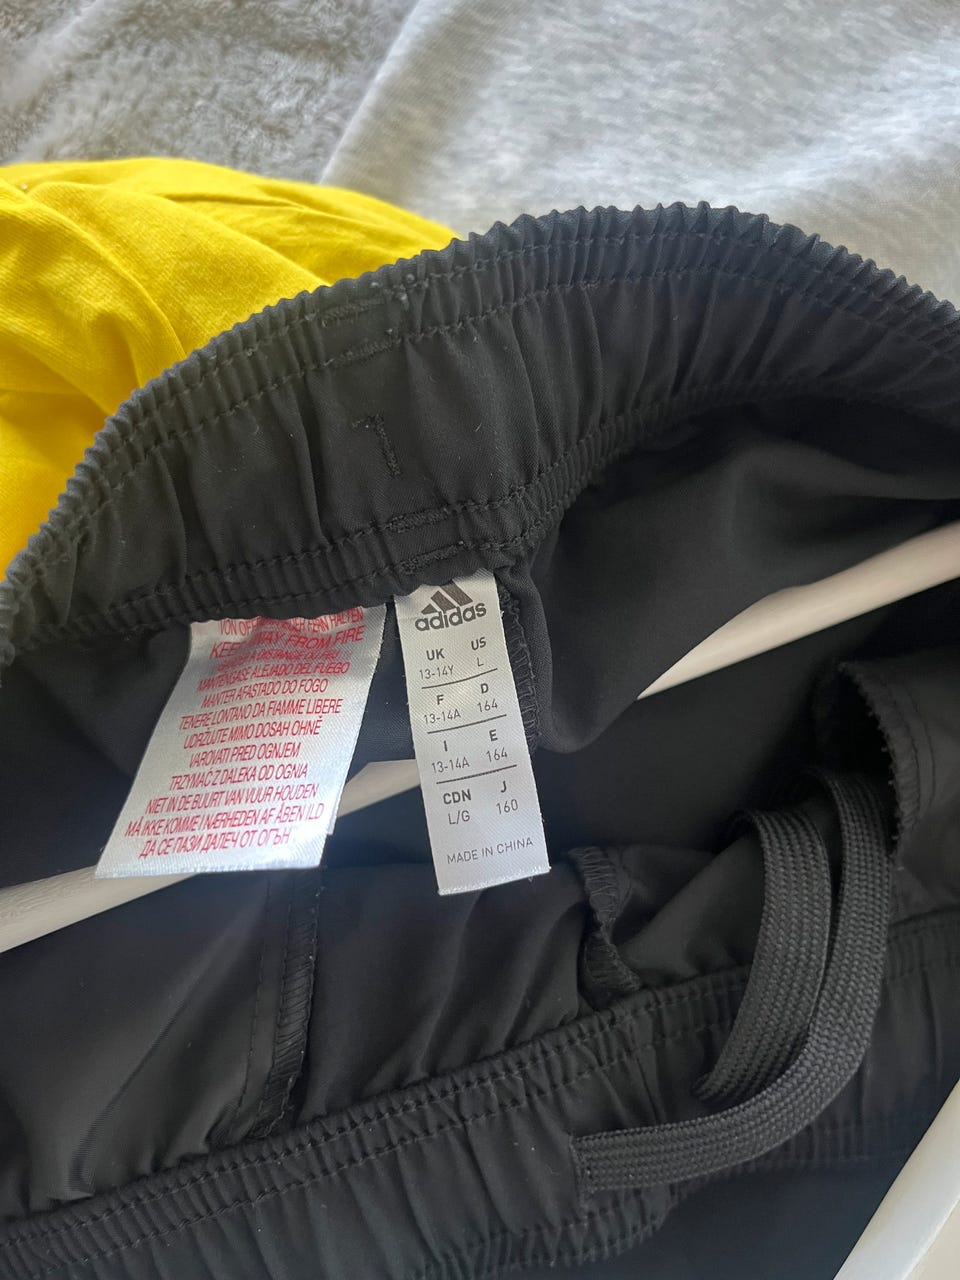 KEEP AWAY FROM FIRE
MANTÉNGASE ALEJADO DEL FUEGO
MANTER AFASTADO DO FOGO
TENERE LONTANO DA FIAMME LIBERE
UDRŽUJTE MIMO DOSAH OHNĚ
VAROVATI PRED OGNJEM
TRZYMAĆ Z DALEKA OD OGNIA
NIET IN DE BUURT VAN VUUR HOUDEN
MÅ IKKE KOMME I NÆRHEDEN AF ÅBEN ILD
ДА СЕ ПАЗИ ДАЛЕЧ ОТ ОГЪН
adidas
UK US
13-14Y L
F D
13-14A 164
I E
13-14A 164
CDN J
L/G 160
MADE IN CHINA